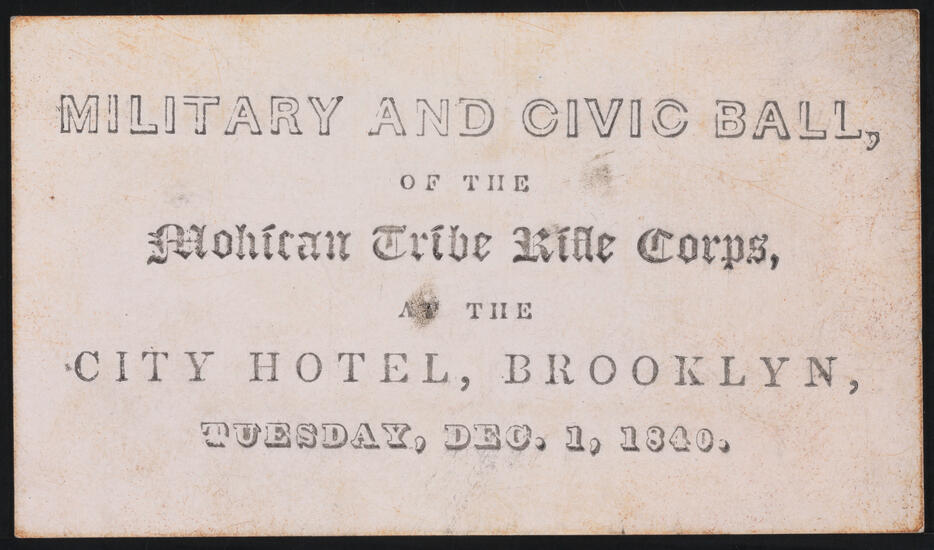 MILITARY AND CIVIC BALL,
OF THE
Mohican Tribe Rifle Corps,
AT THE
CITY HOTEL, BROOKLYN,
TUESDAY, DEC. 1, 1840.